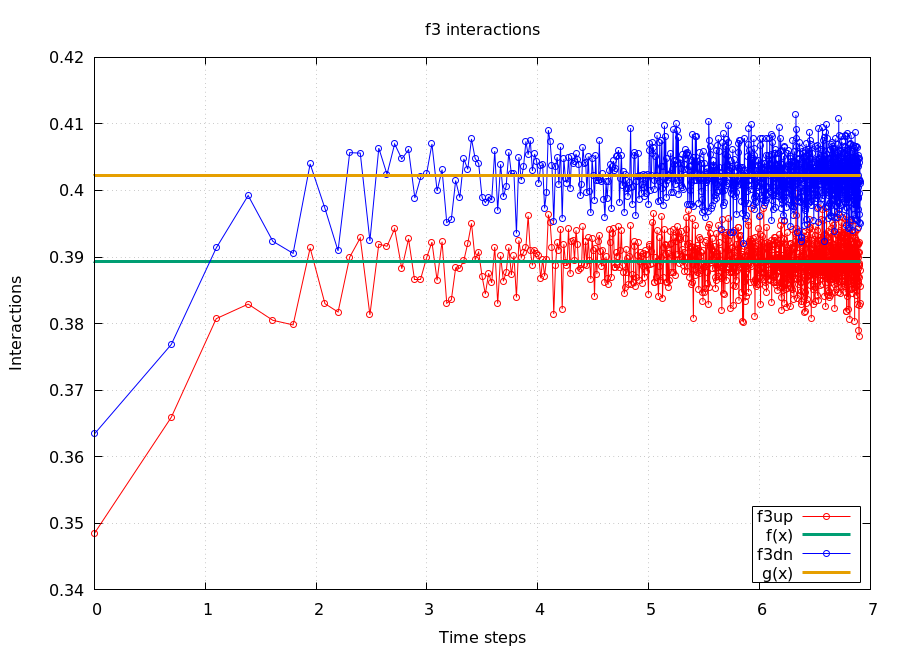 f3 interactions
0.42
0.41
0.4
0.39
0.38
0.37
0.36
0.35
0.34
Interactions
f3up
f(x)
f3dn
g(x)
0 1 2 3 4 5 6 7
Time steps